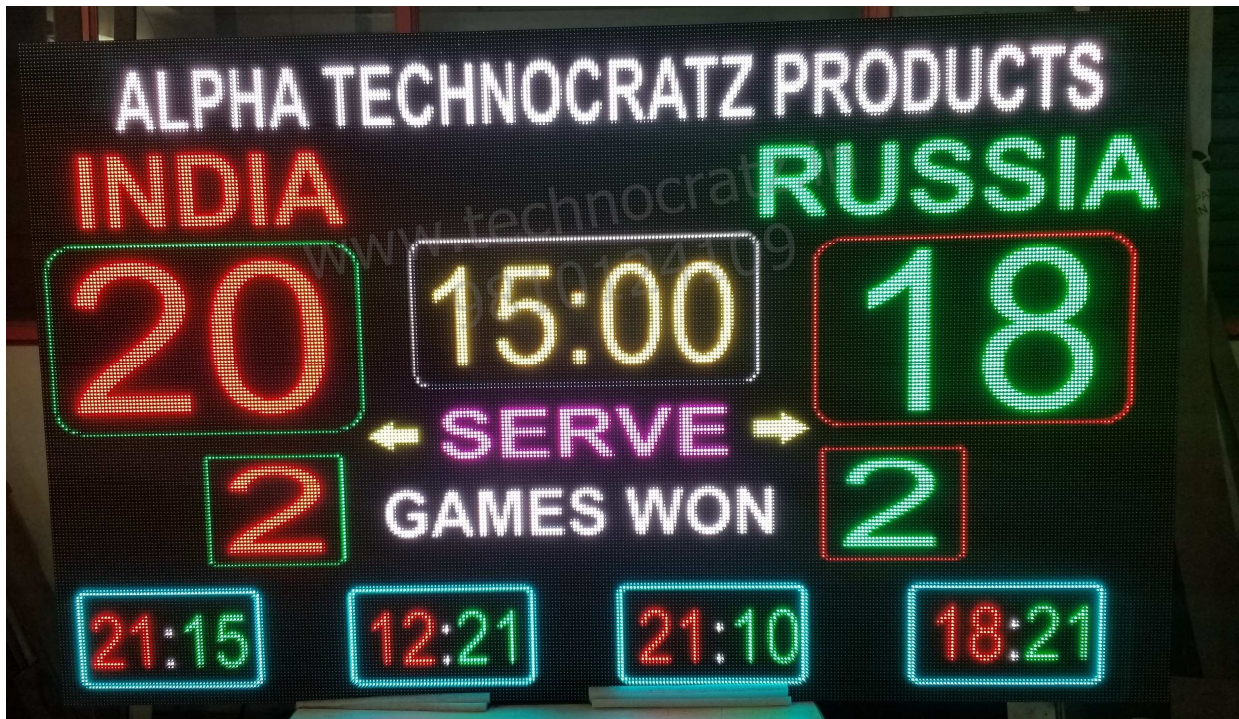 ALPHA TECHNOCRATZ PRODUCTS
INDIA RUSSIA
20 15:00 18
SERVE
2 GAMES WON 2
21:15 12:21 21:10 18:21